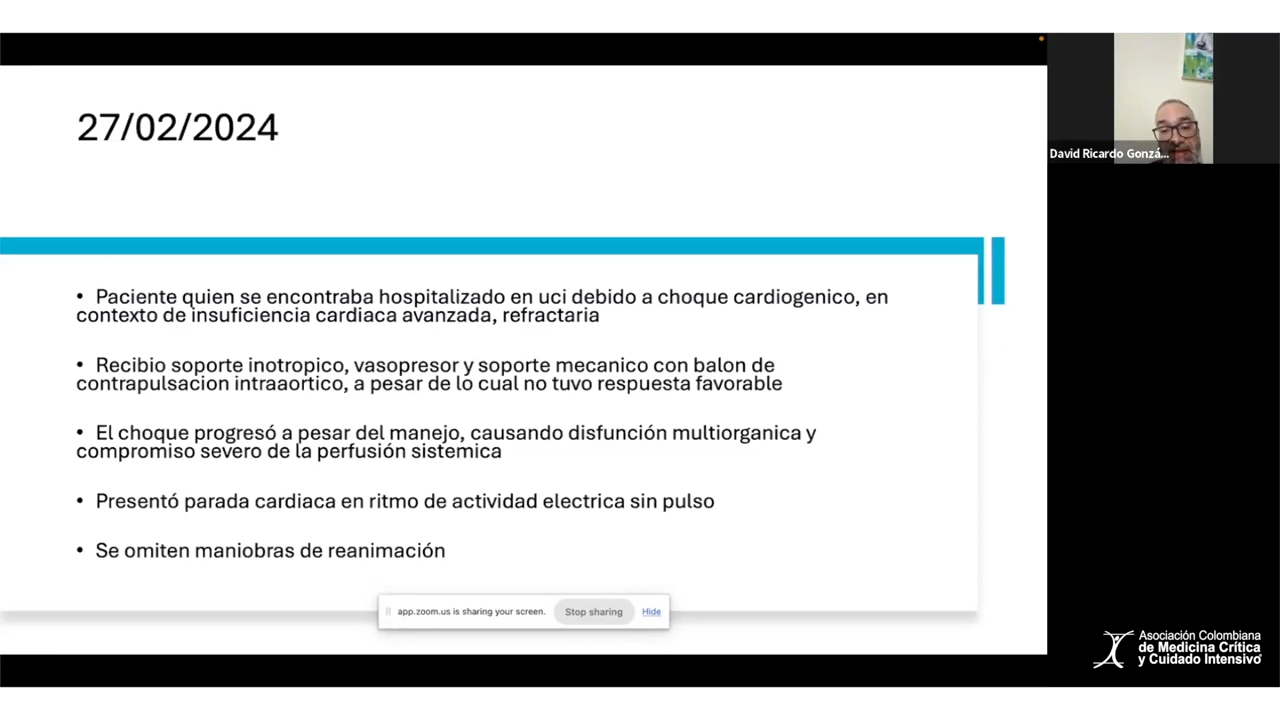 27/02/2024
• Paciente quien se encontraba hospitalizado en uci debido a choque cardiogenico, en
contexto de insuficiencia cardiaca avanzada, refractaria
• Recibio soporte inotropico, vasopresor y soporte mecanico con balon de
contrapulsacion intraaortico, a pesar de lo cual no tuvo respuesta favorable
• El choque progresó a pesar del manejo, causando disfunción multiorganica y
compromiso severo de la perfusión sistemica
• Presentó parada cardiaca en ritmo de actividad electrica sin pulso
• Se omiten maniobras de reanimación
app.zoom.us is sharing your screen. Stop sharing Hide
David Ricardo Gonzá...
Asociación Colombiana
de Medicina Crítica
y Cuidado Intensivo